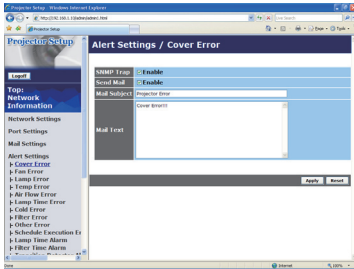 Projector Setup - Windows Internet Explorer
http://192.168.1.10/admin/admin1.html
Live Search
Projector Setup
Page
Tools
Projector Setup
Logoff
Top:
Network
Information
Network Settings
Port Settings
Mail Settings
Alert Settings
Cover Error
Fan Error
Lamp Error
Temp Error
Air Flow Error
Lamp Time Error
Cold Error
Filter Error
Other Error
Schedule Execution Er
Lamp Time Alarm
Filter Time Alarm
Alert Settings / Cover Error
SNMP Trap Enable
Send Mail Enable
Mail Subject Projector Error
Mail Text Cover Error!!!
Apply Reset
Done
Internet
100%